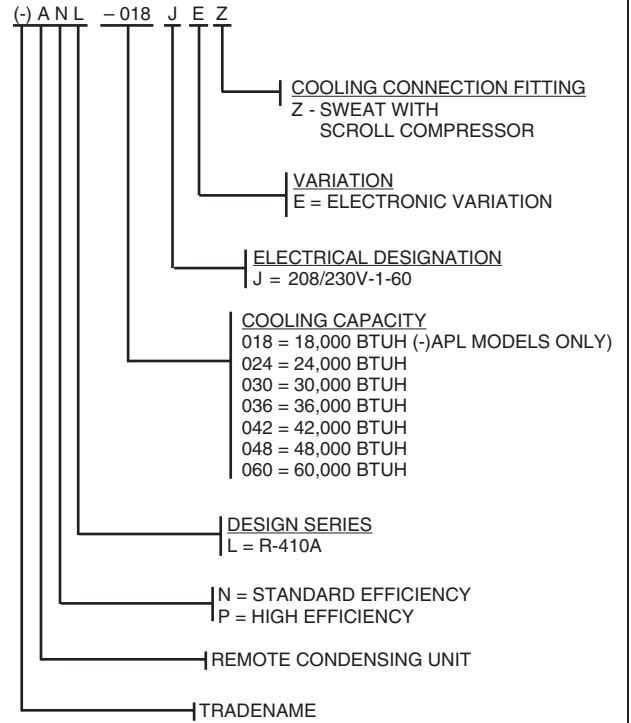 (-) A N L – 018 J E Z
COOLING CONNECTION FITTING
Z - SWEAT WITH
SCROLL COMPRESSOR
VARIATION
E = ELECTRONIC VARIATION
ELECTRICAL DESIGNATION
J = 208/230V-1-60
COOLING CAPACITY
018 = 18,000 BTUH (-)APL MODELS ONLY)
024 = 24,000 BTUH
030 = 30,000 BTUH
036 = 36,000 BTUH
042 = 42,000 BTUH
048 = 48,000 BTUH
060 = 60,000 BTUH
DESIGN SERIES
L = R-410A
N = STANDARD EFFICIENCY
P = HIGH EFFICIENCY
REMOTE CONDENSING UNIT
TRADENAME